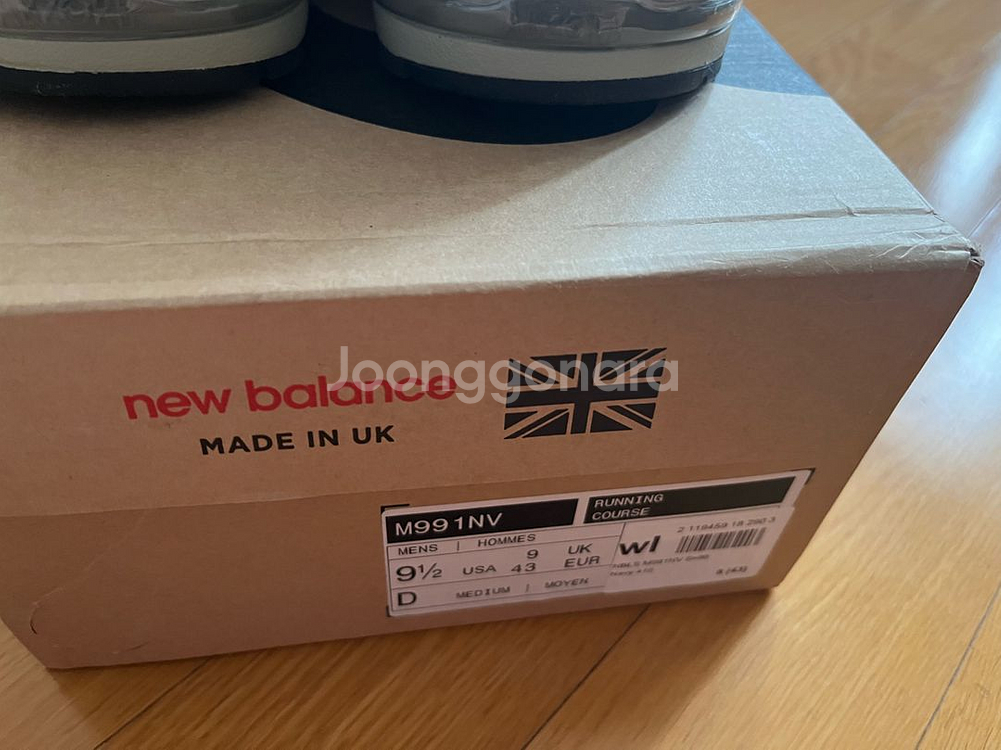 Joonggonara
new balance
MADE IN UK
M991NV
RUNNING
COURSE
MENS | HOMMES
9½ USA
9 UK
43 EUR
D MEDIUM | MOYEN
wl